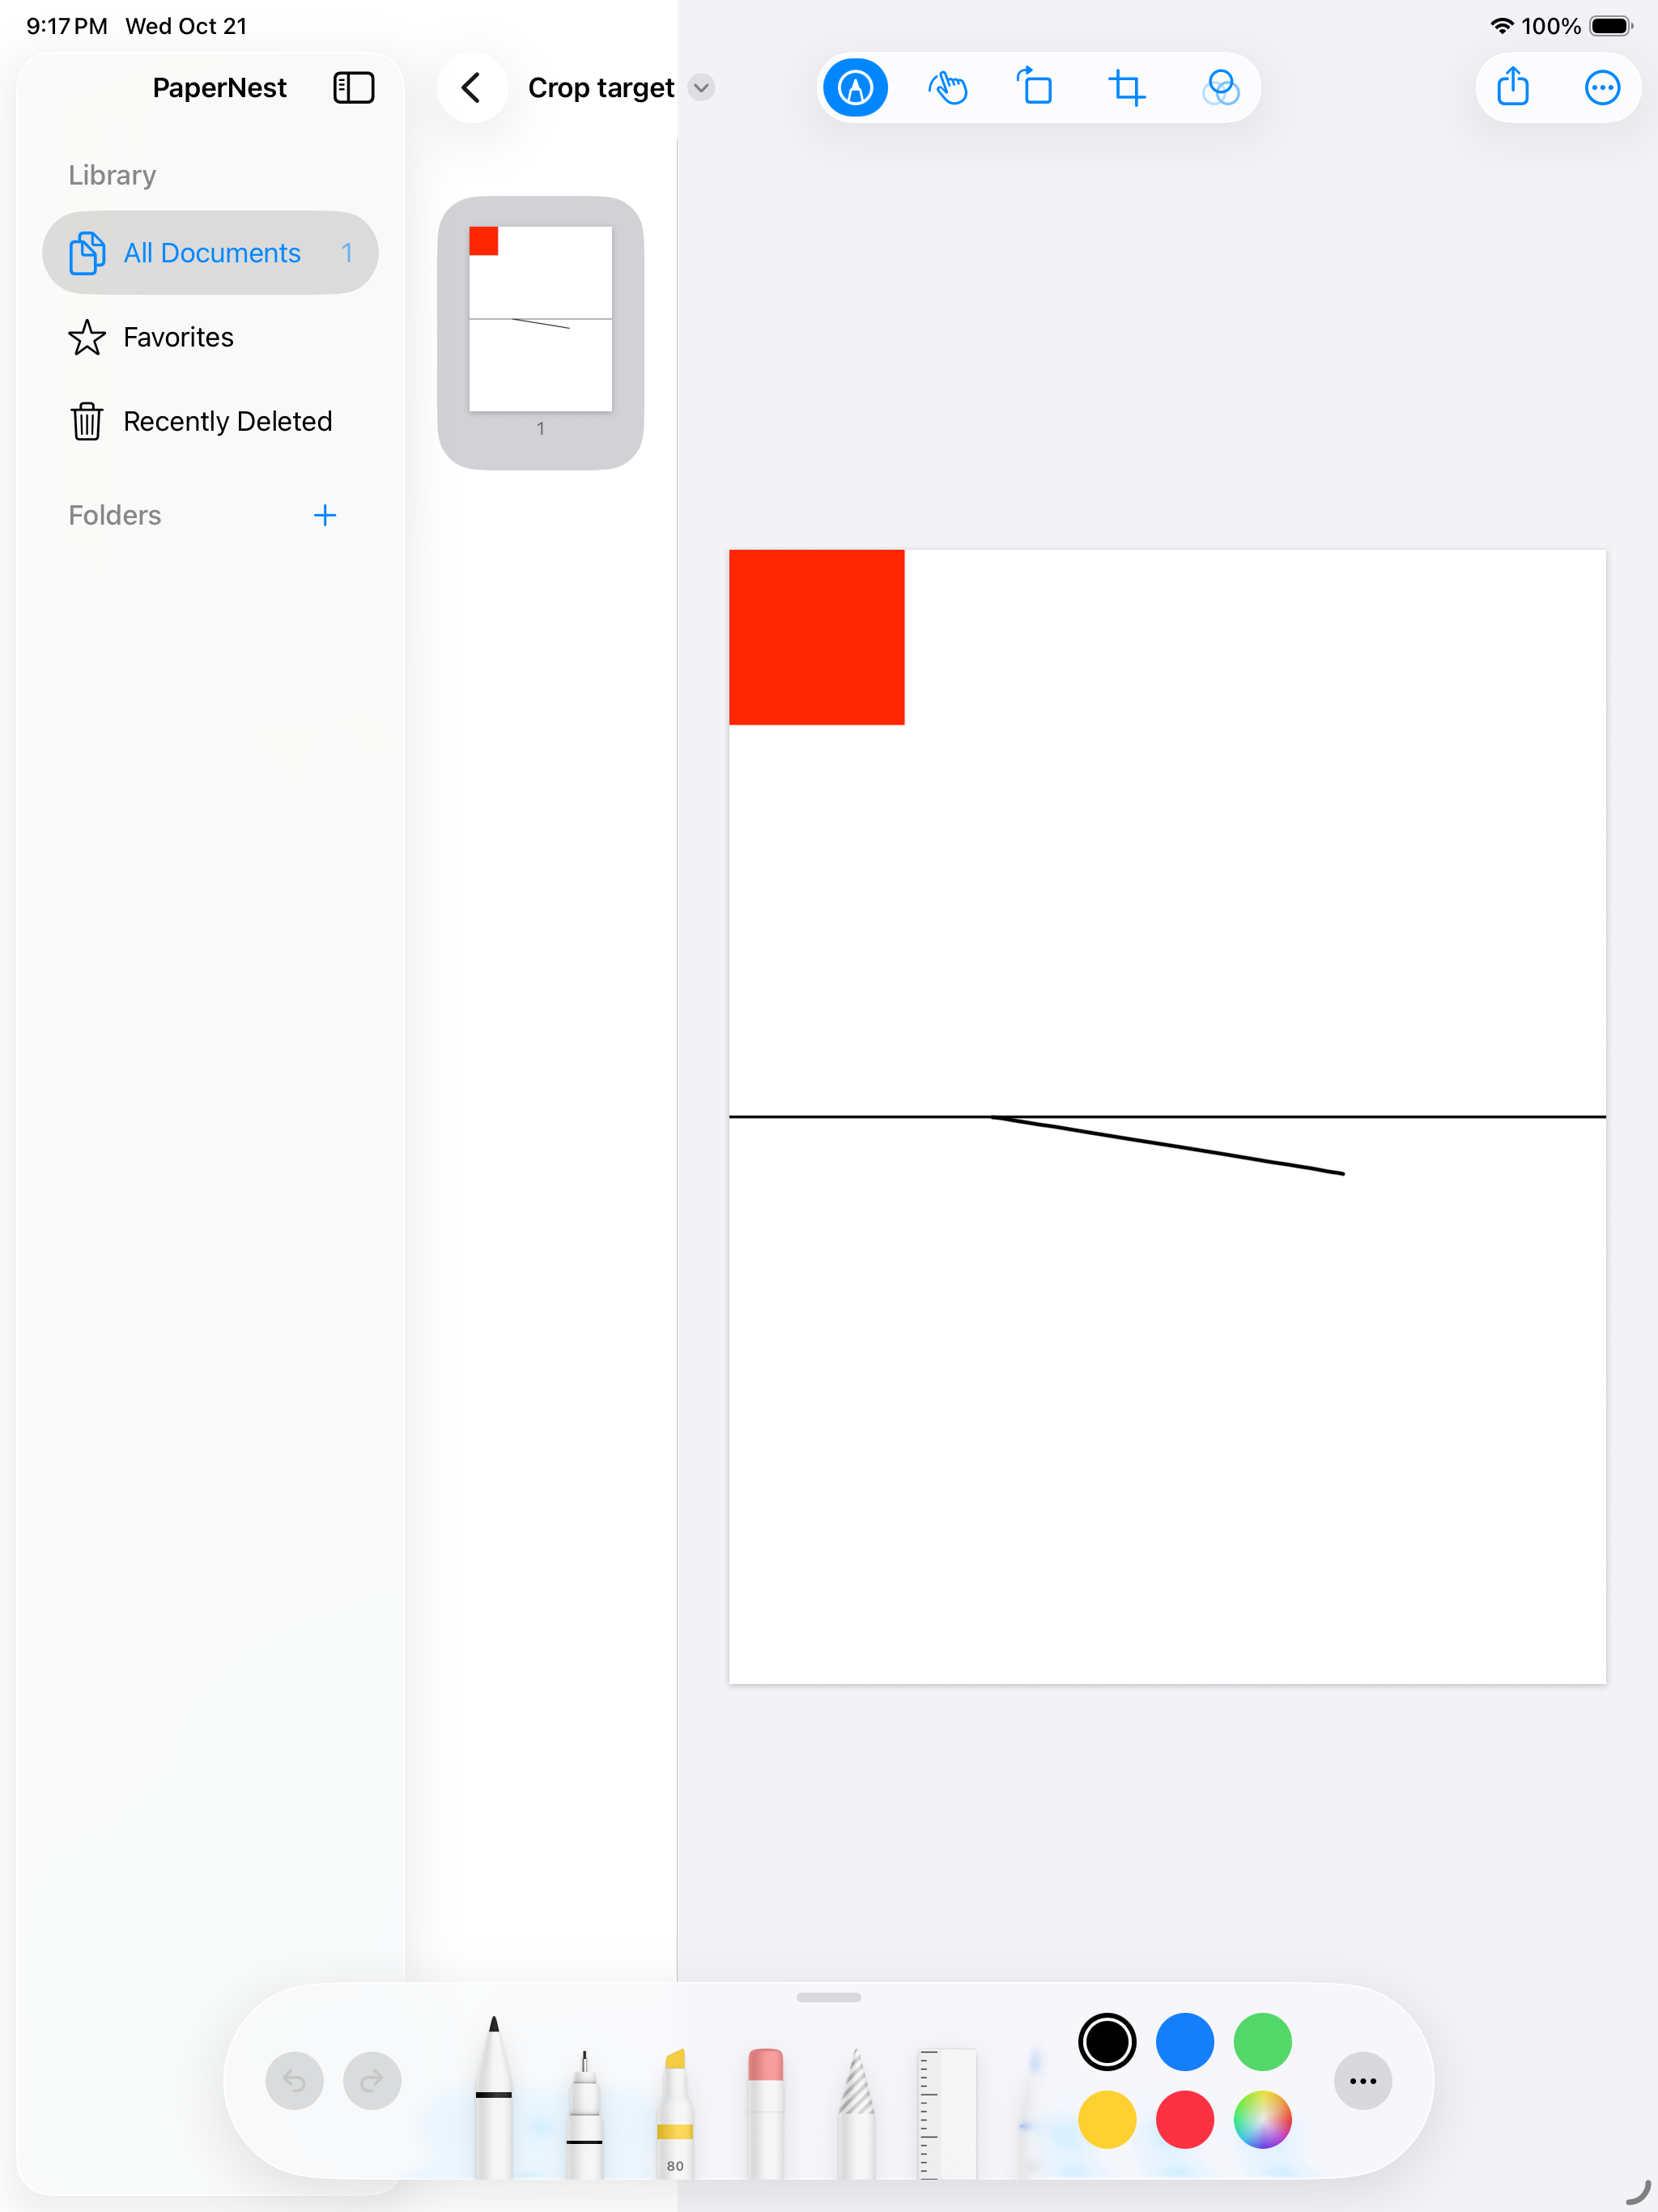 9:17 PM Wed Oct 21
100%
PaperNest
Crop target
Library
All Documents 1
Favorites
Recently Deleted
Folders
1
80